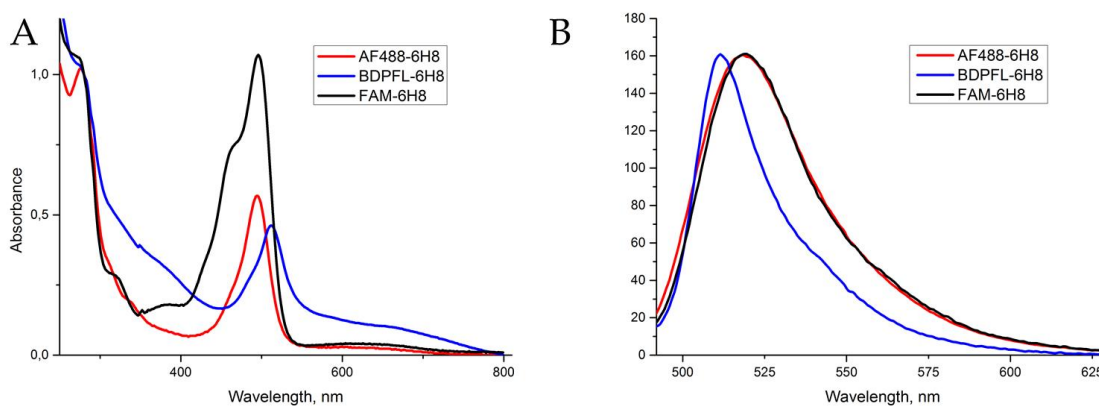 A
AF488-6H8
BDPFL-6H8
FAM-6H8
1,0
0,5
0,0
Absorbance
400
600
800
Wavelength, nm
B
AF488-6H8
BDPFL-6H8
FAM-6H8
180
160
140
120
100
80
60
40
20
0
500
525
550
575
600
625
Wavelength, nm